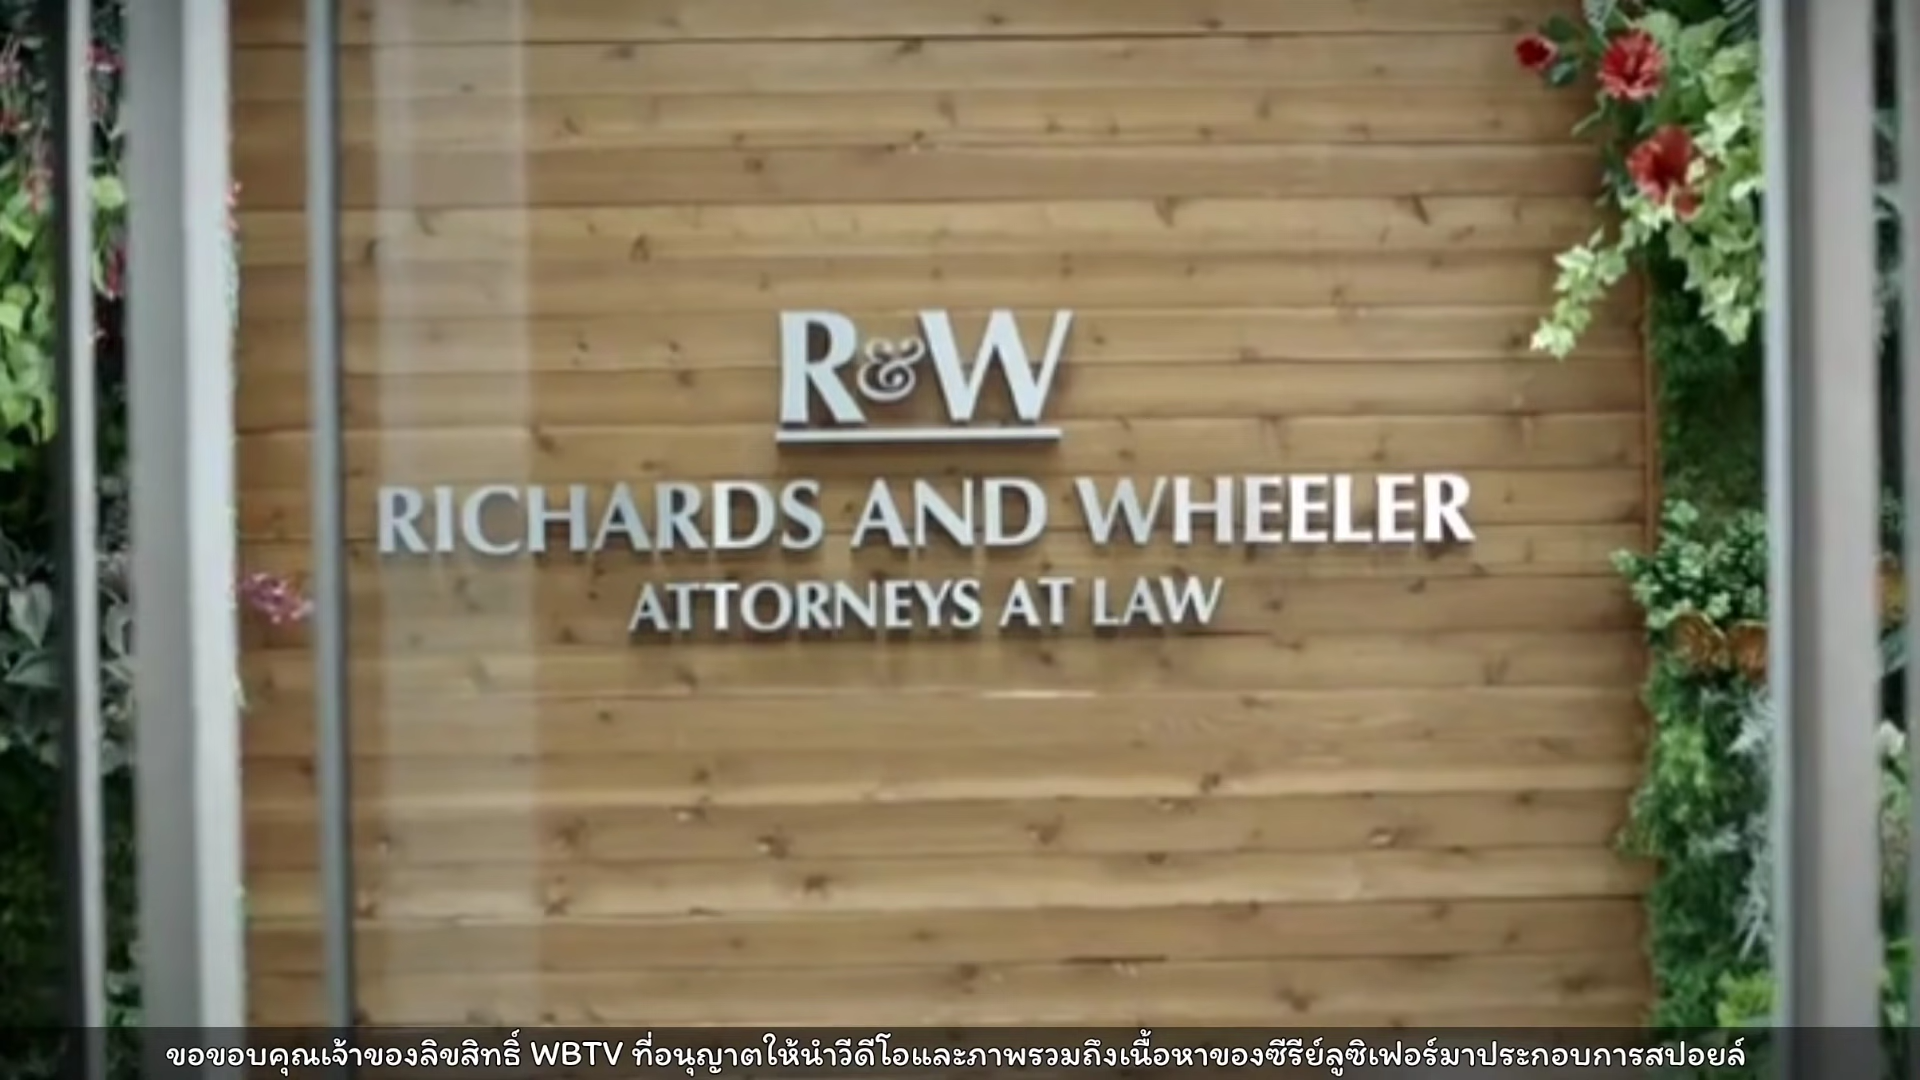 R&W
RICHARDS AND WHEELER
ATTORNEYS AT LAW
ขอขอบคุณเจ้าของลิขสิทธิ์ WBTV ที่อนุญาตให้นำวีดีโอและภาพรวมถึงเนื้อหาของซีรีย์ลูซิเฟอร์มาประกอบการสปอยล์